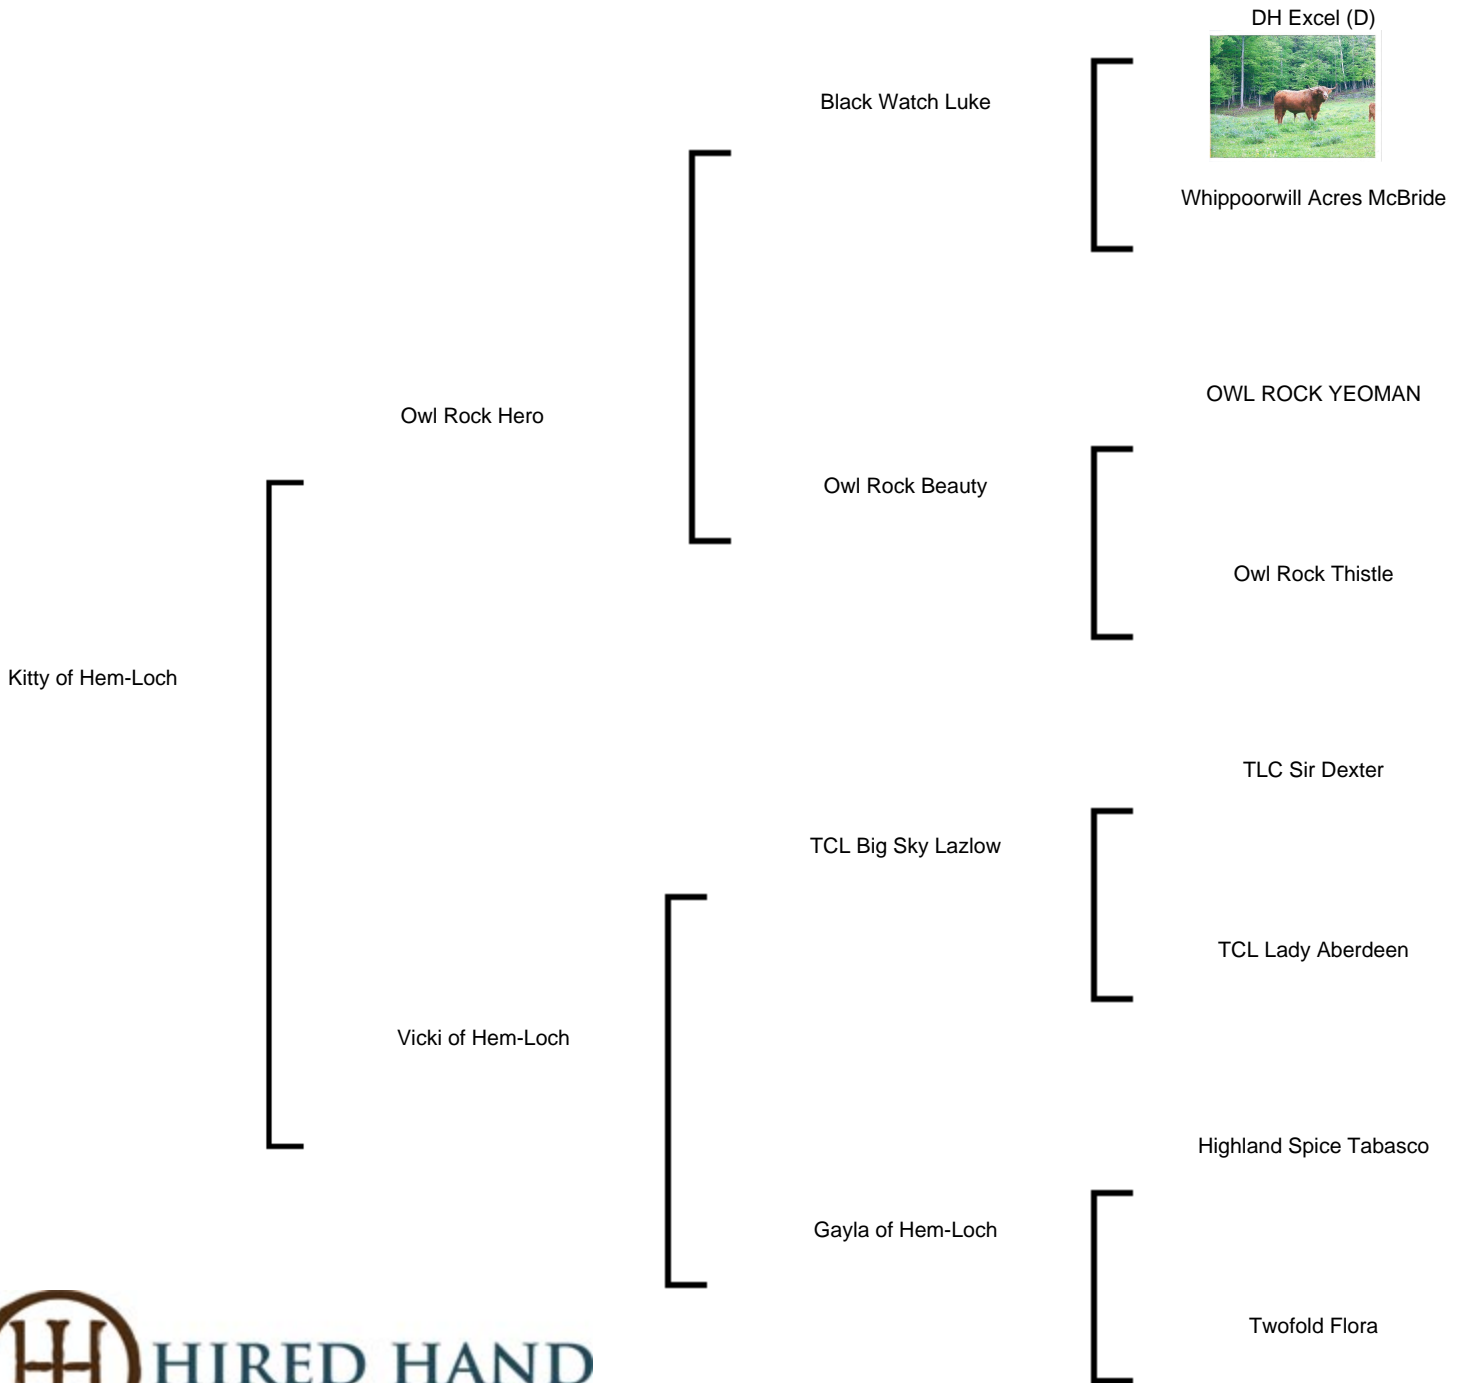 DH Excel (D)
Black Watch Luke
Whippoorwill Acres McBride
OWL ROCK YEOMAN
Owl Rock Hero
Owl Rock Beauty
Owl Rock Thistle
Kitty of Hem-Loch
TLC Sir Dexter
TCL Big Sky Lazlow
TCL Lady Aberdeen
Vicki of Hem-Loch
Highland Spice Tabasco
Gayla of Hem-Loch
Twofold Flora
HIRED HAND